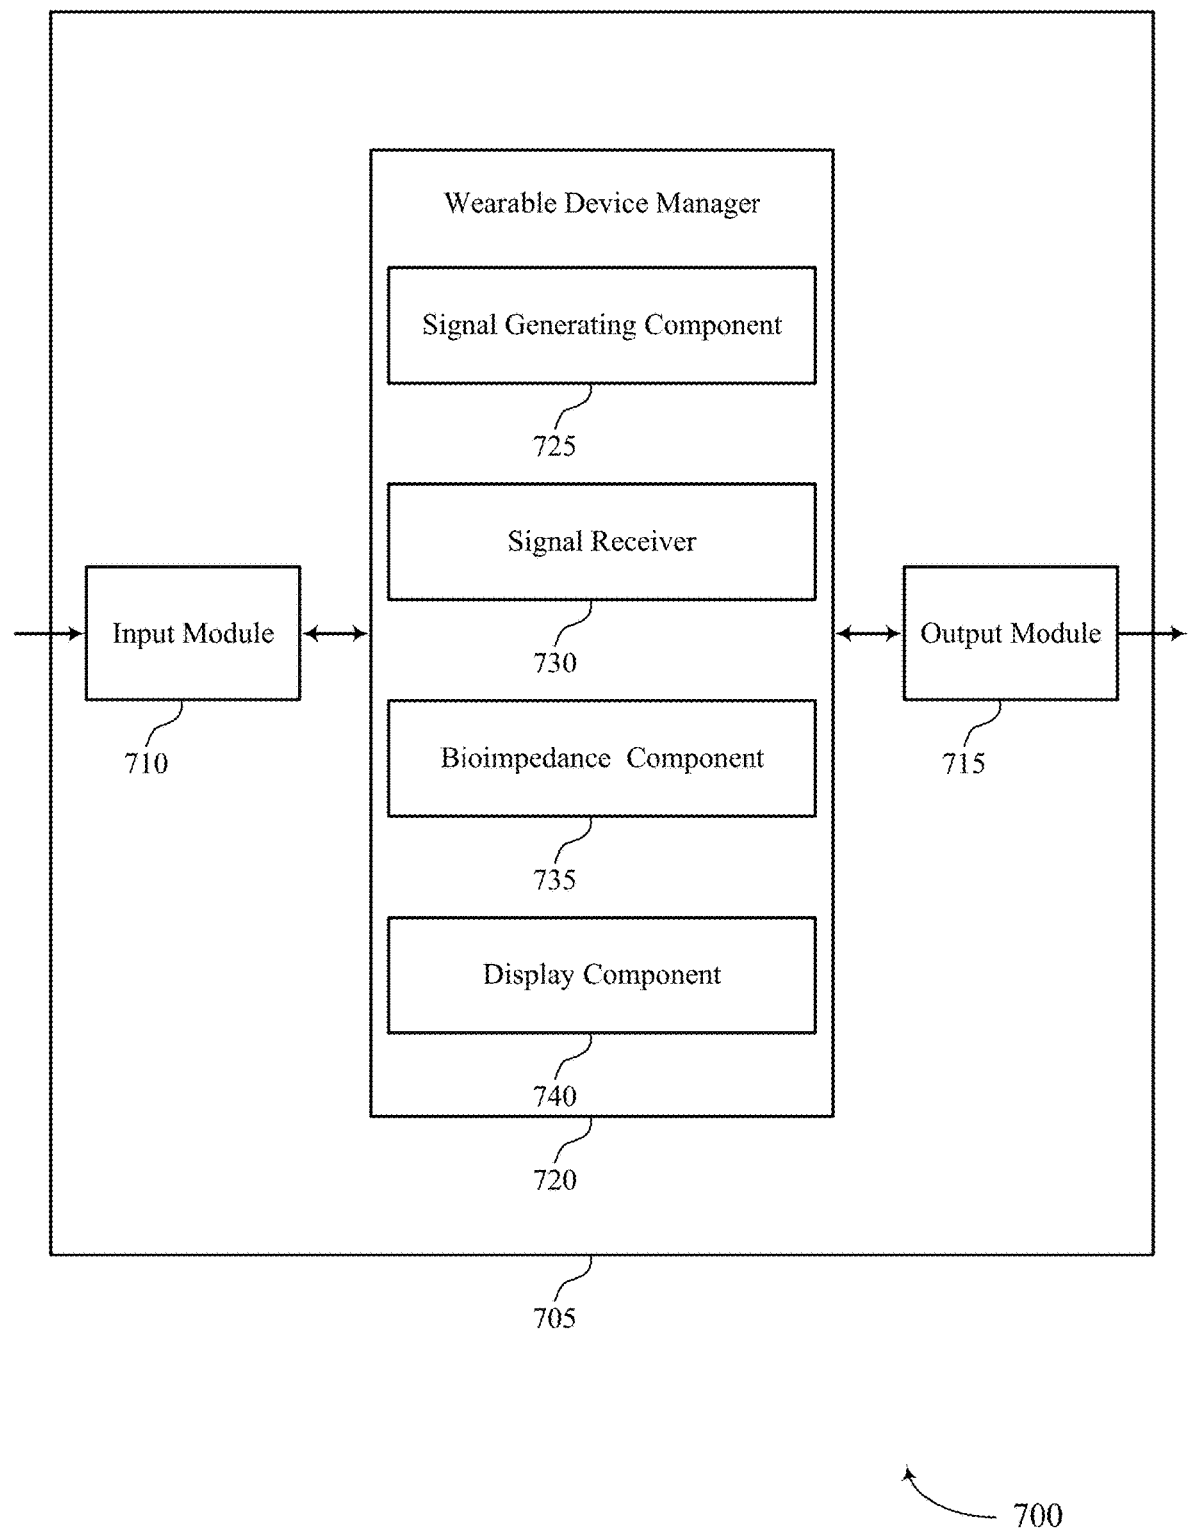 Wearable Device Manager
Signal Generating Component
725
Signal Receiver
730
Input Module
710
Output Module
715
Bioimpedance Component
735
Display Component
740
720
705
700